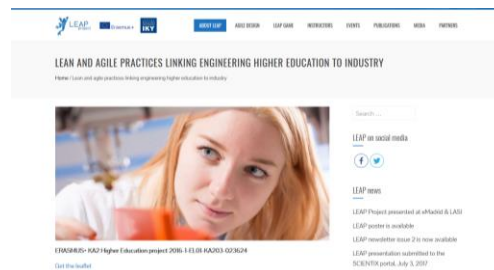 LEAP
project
Erasmus+
IKY
ABOUT LEAP
AGILE DESIGN
LEAP GAME
INSTRUCTORS
EVENTS
PUBLICATIONS
MEDIA
PARTNERS
LEAN AND AGILE PRACTICES LINKING ENGINEERING HIGHER EDUCATION TO INDUSTRY
Home / Lean and agile practices linking engineering higher education to industry
Search …
LEAP on social media
LEAP news
LEAP Project presented at eMadrid & LASI
LEAP poster is available
LEAP newsletter issue 2 is now available
LEAP presentation submitted to the
SCIENTIX portal, July 3, 2017
ERASMUS+ KA2 Higher Education project 2016-1-EL01-KA203-023624
Get the leaflet